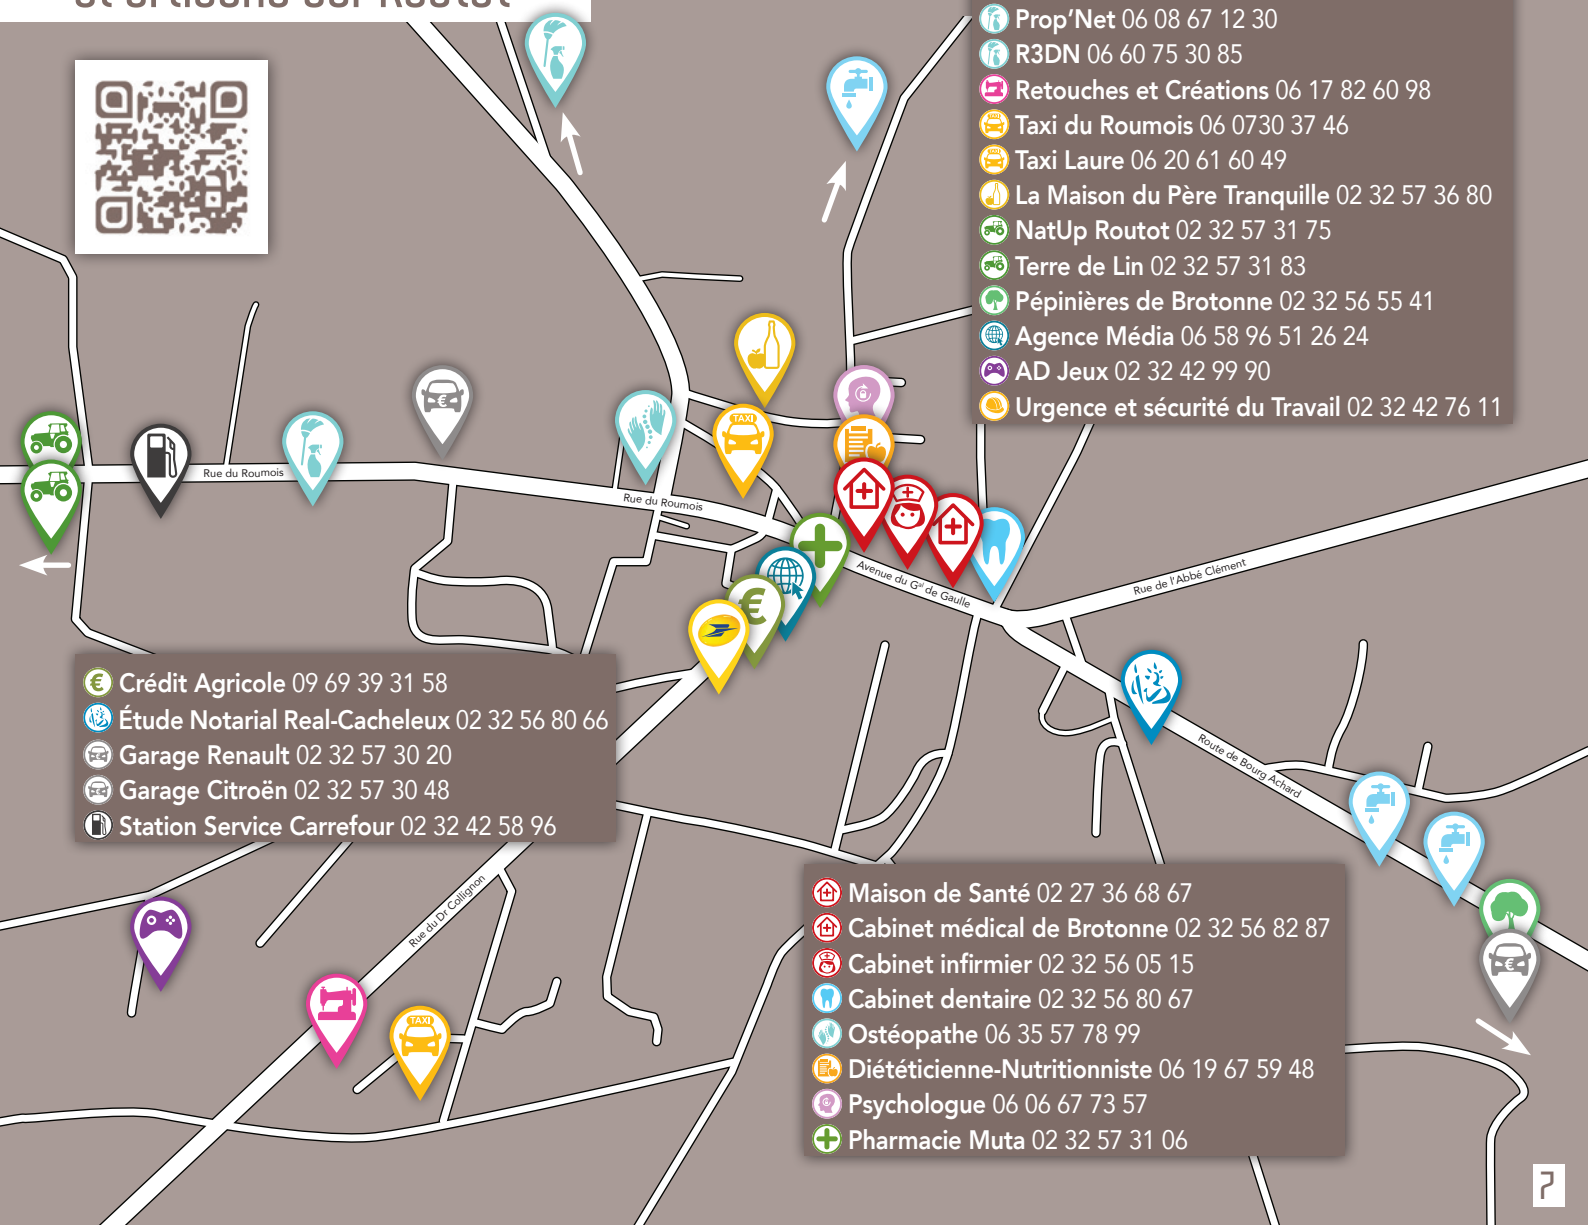 et artisans sur Routot
Prop'Net 06 08 67 12 30
R3DN 06 60 75 30 85
Retouches et Créations 06 17 82 60 98
Taxi du Roumois 06 0730 37 46
Taxi Laure 06 20 61 60 49
La Maison du Père Tranquille 02 32 57 36 80
NatUp Routot 02 32 57 31 75
Terre de Lin 02 32 57 31 83
Pépinières de Brotonne 02 32 56 55 41
Agence Média 06 58 96 51 26 24
AD Jeux 02 32 42 99 90
Urgence et sécurité du Travail 02 32 42 76 11
TAXI
Rue du Roumois
Rue du Roumois
Avenue du Gal de Gaulle
Rue de l'Abbé Clément
Crédit Agricole 09 69 39 31 58
Étude Notarial Real-Cacheleux 02 32 56 80 66
Garage Renault 02 32 57 30 20
Garage Citroën 02 32 57 30 48
Station Service Carrefour 02 32 42 58 96
Route de Bourg Achard
Rue du Dr Collignon
TAXI
Maison de Santé 02 27 36 68 67
Cabinet médical de Brotonne 02 32 56 82 87
Cabinet infirmier 02 32 56 05 15
Cabinet dentaire 02 32 56 80 67
Ostéopathe 06 35 57 78 99
Diététicienne-Nutritionniste 06 19 67 59 48
Psychologue 06 06 67 73 57
Pharmacie Muta 02 32 57 31 06
7